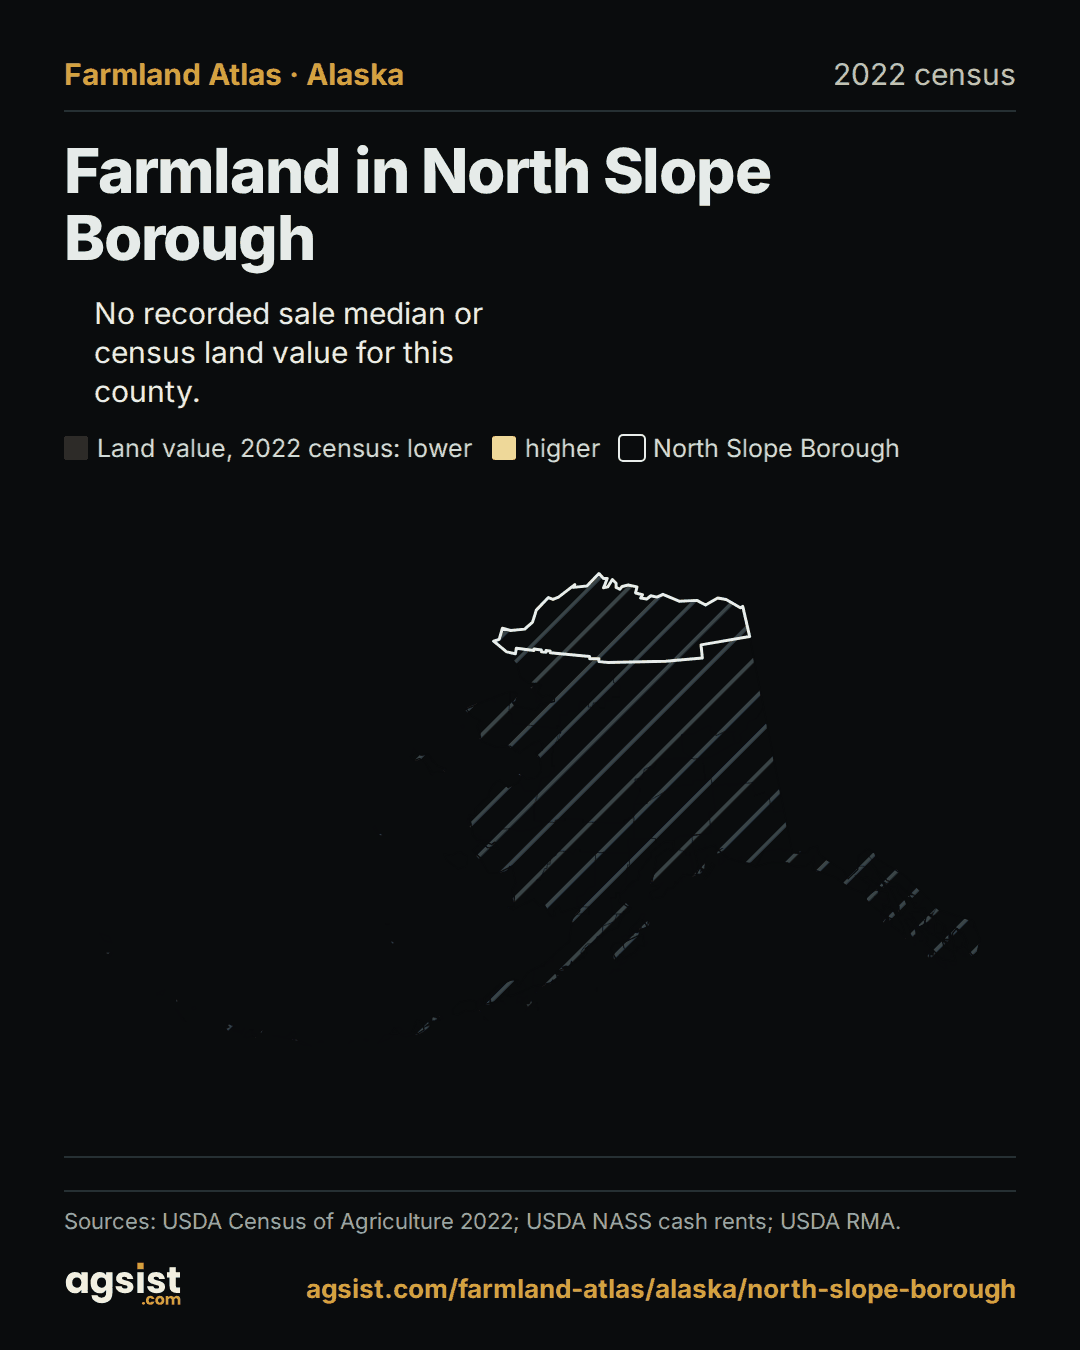 Farmland Atlas · Alaska
2022 census
Farmland in North Slope
Borough
No recorded sale median or
census land value for this
county.
Land value, 2022 census: lower
higher
North Slope Borough
Sources: USDA Census of Agriculture 2022; USDA NASS cash rents; USDA RMA.
agsist
.com
agsist.com/farmland-atlas/alaska/north-slope-borough